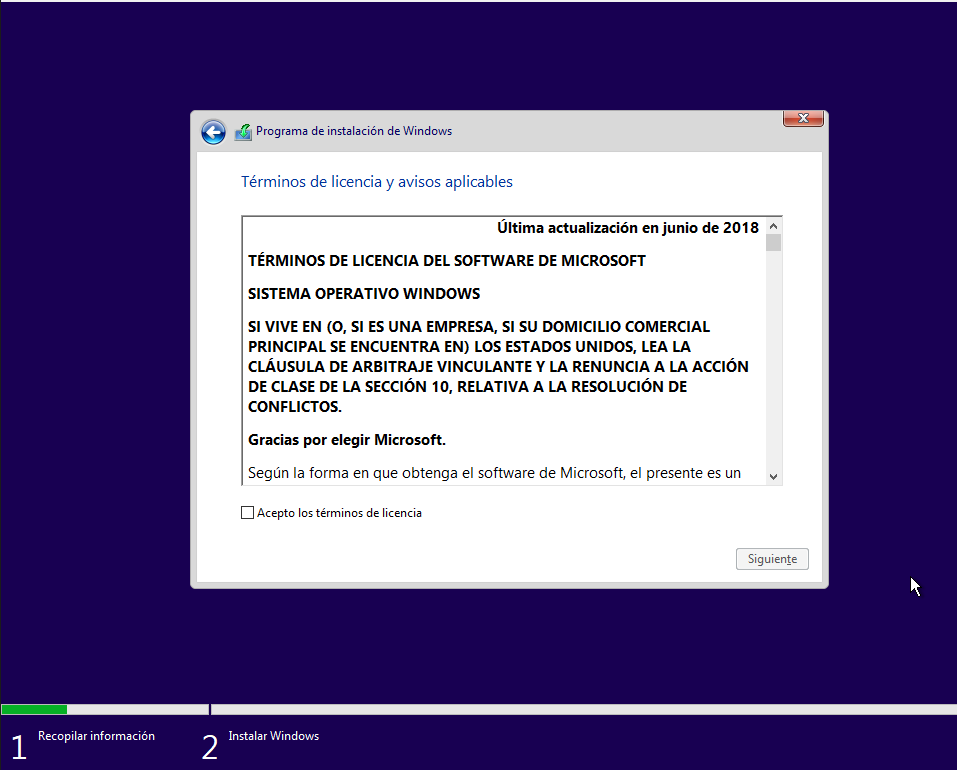 Programa de instalación de Windows
Términos de licencia y avisos aplicables
Última actualización en junio de 2018
TÉRMINOS DE LICENCIA DEL SOFTWARE DE MICROSOFT
SISTEMA OPERATIVO WINDOWS
SI VIVE EN (O, SI ES UNA EMPRESA, SI SU DOMICILIO COMERCIAL
PRINCIPAL SE ENCUENTRA EN) LOS ESTADOS UNIDOS, LEA LA
CLÁUSULA DE ARBITRAJE VINCULANTE Y LA RENUNCIA A LA ACCIÓN
DE CLASE DE LA SECCIÓN 10, RELATIVA A LA RESOLUCIÓN DE
CONFLICTOS.
Gracias por elegir Microsoft.
Según la forma en que obtenga el software de Microsoft, el presente es un
Acepto los términos de licencia
Siguiente
1 Recopilar información
2 Instalar Windows